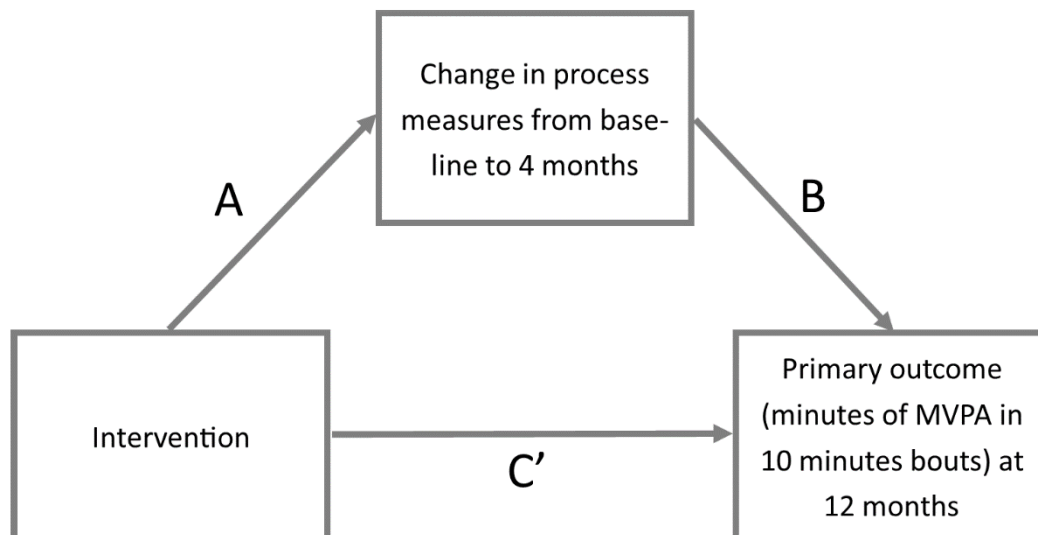 Change in process
measures from base-
line to 4 months
A
B
Intervention
C’
Primary outcome
(minutes of MVPA in
10 minutes bouts) at
12 months